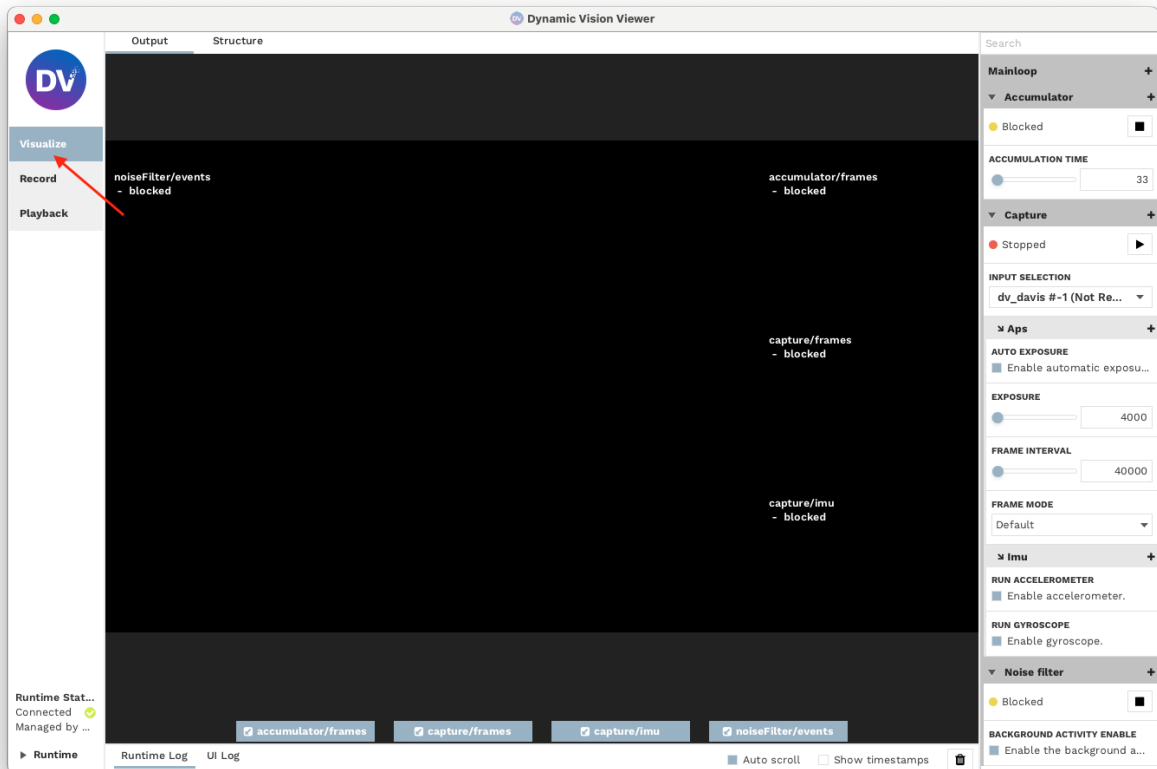 Dynamic Vision Viewer
DV
Visualize
Record
Playback
Runtime Stat...
Connected
Managed by ...
Runtime
Output Structure
noiseFilter/events
- blocked
accumulator/frames
- blocked
capture/frames
- blocked
capture/imu
- blocked
accumulator/frames capture/frames capture/imu noiseFilter/events
Runtime Log UI Log Auto scroll Show timestamps
Search
Mainloop +
Accumulator +
Blocked
ACCUMULATION TIME
33
Capture +
Stopped
INPUT SELECTION
dv_davis #-1 (Not Re...
Aps +
AUTO EXPOSURE
Enable automatic exposu...
EXPOSURE
4000
FRAME INTERVAL
40000
FRAME MODE
Default
Imu +
RUN ACCELEROMETER
Enable accelerometer.
RUN GYROSCOPE
Enable gyroscope.
Noise filter +
Blocked
BACKGROUND ACTIVITY ENABLE
Enable the background a...